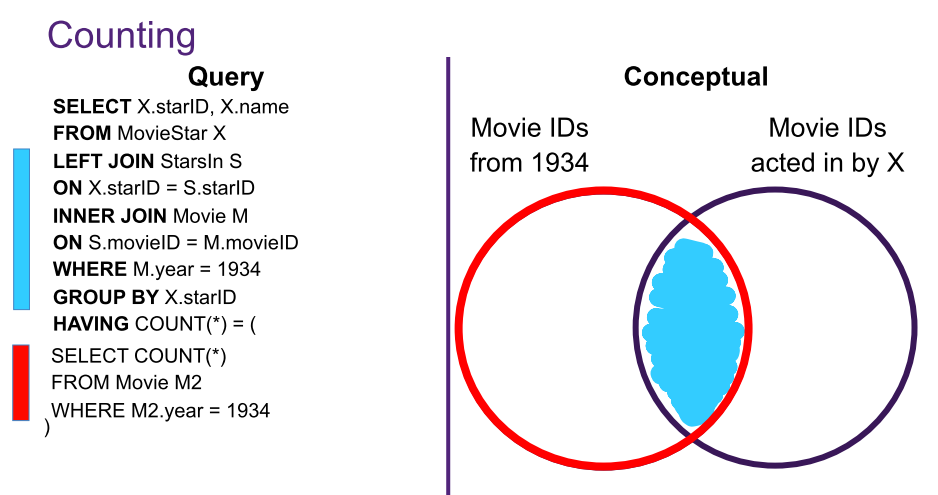 Counting
Query
SELECT X.starID, X.name
FROM MovieStar X
LEFT JOIN StarsIn S
ON X.starID = S.starID
INNER JOIN Movie M
ON S.movieID = M.movieID
WHERE M.year = 1934
GROUP BY X.starID
HAVING COUNT(*) = (
SELECT COUNT(*)
FROM Movie M2
WHERE M2.year = 1934
)
Conceptual
Movie IDs
from 1934
Movie IDs
acted in by X